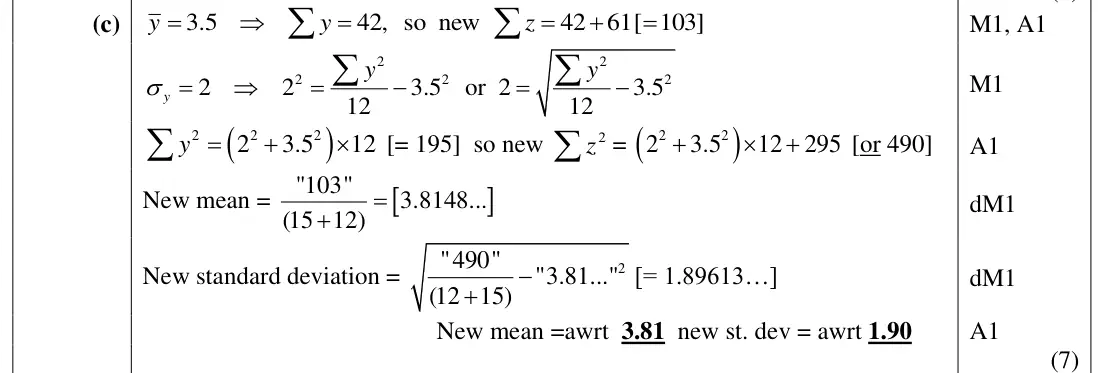 (c) ȳ = 3.5 ⇒ ∑y = 42, so new ∑z = 42 + 61 [= 103] M1, A1
σ_y = 2 ⇒ 2² = ∑y²/12 − 3.5² or 2 = √(∑y²/12 − 3.5²) M1
∑y² = (2² + 3.5²) × 12 [= 195] so new ∑z² = (2² + 3.5²) × 12 + 295 [or 490] A1
New mean = "103"/(15 + 12) = [3.8148...] dM1
New standard deviation = √("490"/(12 + 15) − "3.81..."²) [= 1.89613…] dM1
New mean =awrt 3.81 new st. dev = awrt 1.90 A1
(7)